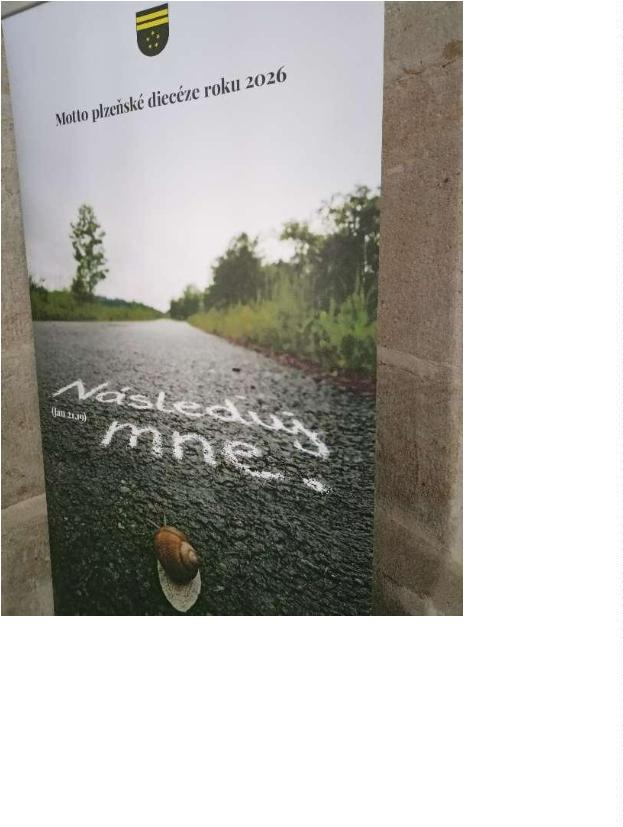 Motto plzeňské diecéze roku 2026
Následuj
(Jan 21,19)
mne.